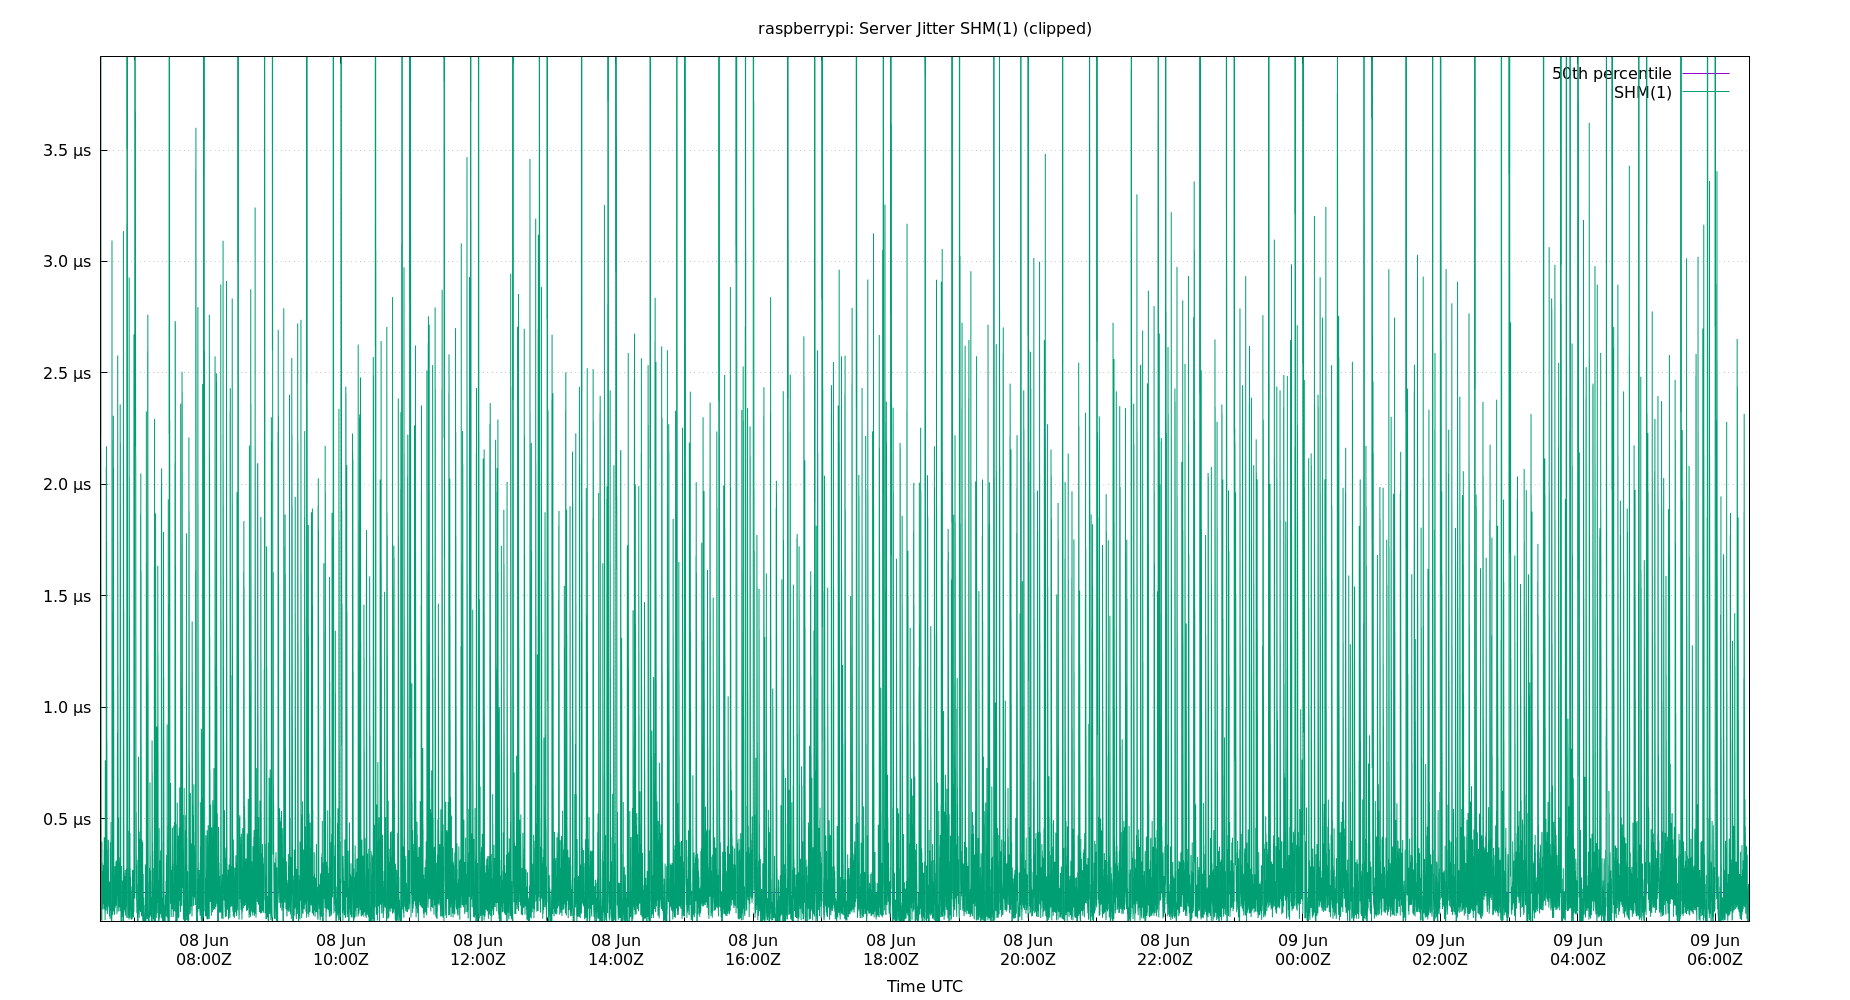 raspberrypi: Server Jitter SHM(1) (clipped)
50th percentile
SHM(1)
3.5 μs
3.0 μs
2.5 μs
2.0 μs
1.5 μs
1.0 μs
0.5 μs
08 Jun 08 Jun 08 Jun 08 Jun 08 Jun 08 Jun 08 Jun 08 Jun 09 Jun 09 Jun 09 Jun 09 Jun
08:00Z 10:00Z 12:00Z 14:00Z 16:00Z 18:00Z 20:00Z 22:00Z 00:00Z 02:00Z 04:00Z 06:00Z
Time UTC